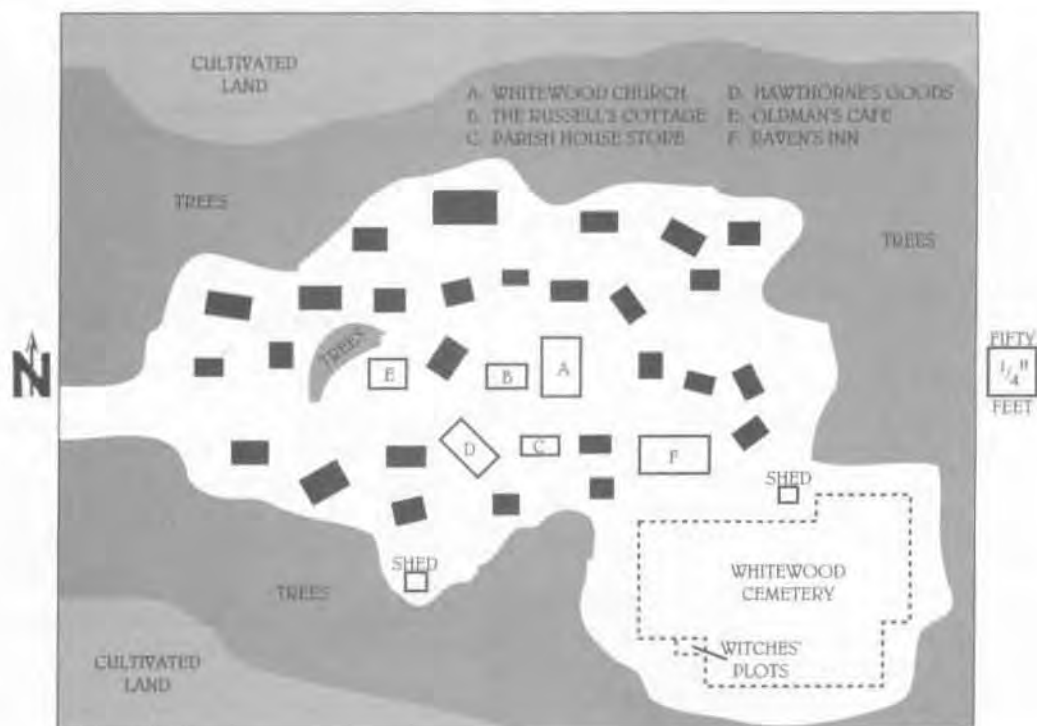 CULTIVATED
LAND
A. WHITEWOOD CHURCH
B. THE RUSSELL'S COTTAGE
C. PARISH HOUSE STORE
D. HAWTHORNE'S GOODS
E. OLDMAN'S CAFE
F. RAVEN'S INN
TREES
TREES
TREES
N
FIFTY
1/4"
FEET
E
B
A
D
C
F
SHED
SHED
WHITEWOOD
CEMETERY
TREES
WITCHES'
PLOTS
CULTIVATED
LAND